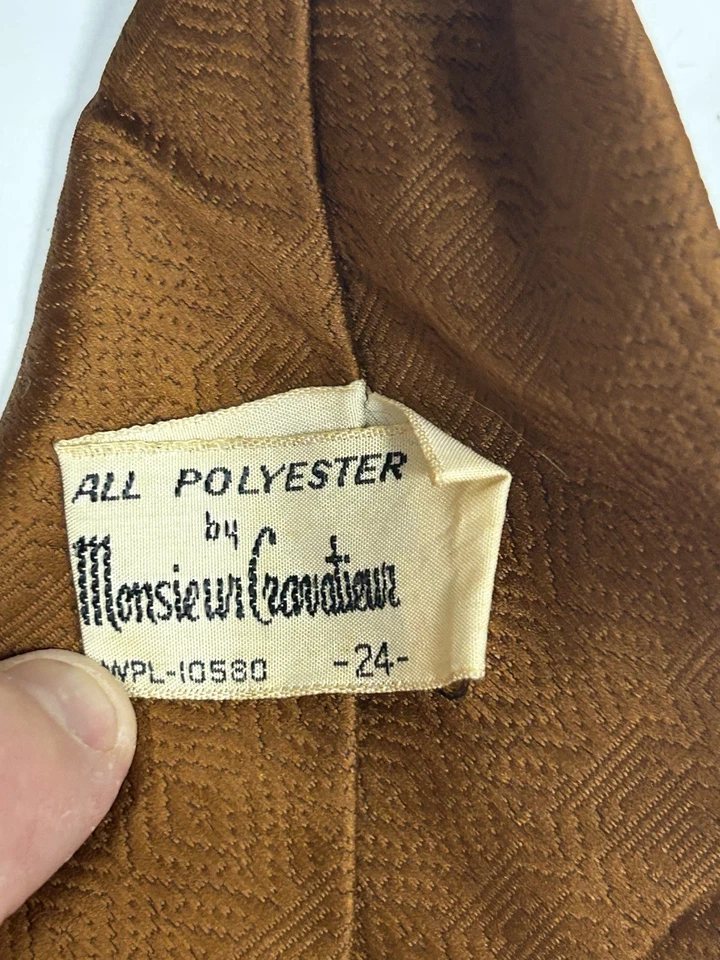 ALL POLYESTER
by
Monsieur Cravatieur
WPL-10580 -24-